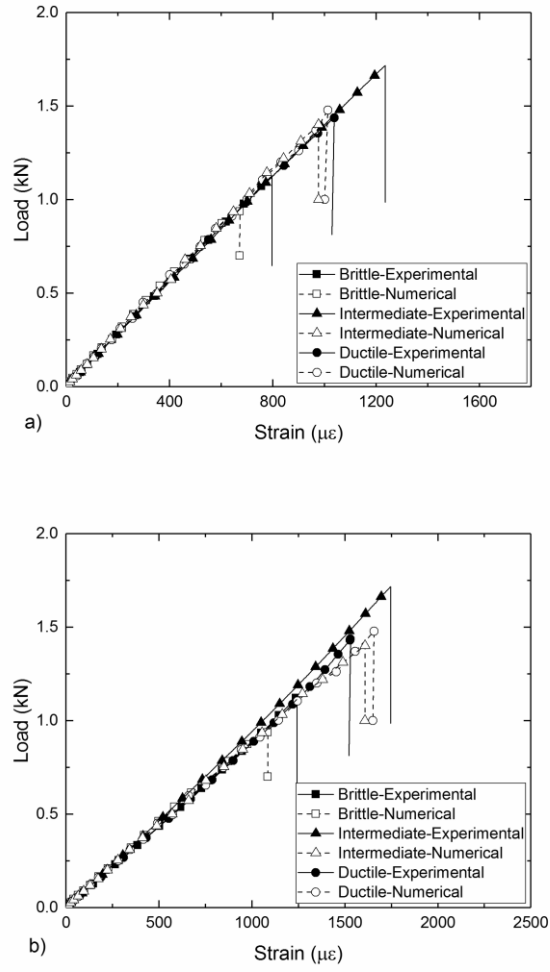 2.0
1.5
1.0
0.5
0.0
Load (kN)
Brittle-Experimental
Brittle-Numerical
Intermediate-Experimental
Intermediate-Numerical
Ductile-Experimental
Ductile-Numerical
0 400 800 1200 1600
a)
Strain (με)
2.0
1.5
1.0
0.5
0.0
Load (kN)
Brittle-Experimental
Brittle-Numerical
Intermediate-Experimental
Intermediate-Numerical
Ductile-Experimental
Ductile-Numerical
0 500 1000 1500 2000 2500
b)
Strain (με)